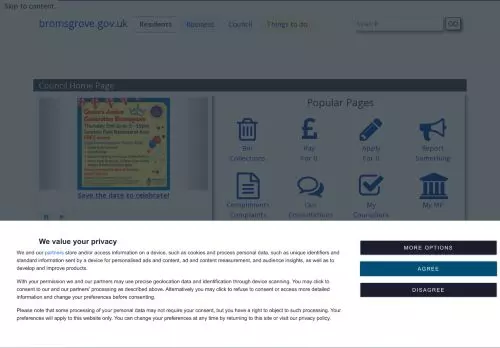 Skip to content
bromsgrove.gov.uk Residents Business Council Things to do Search GO
Council Home Page
Popular Pages
Queen's Jubilee
Save the date to celebrate!
Bin Collections
Pay For It
Apply For It
Report Something
Compliments Complaints
Our Consultations
My Councillors
My MP
We value your privacy
We and our partners store and/or access information on a device, such as cookies and process personal data, such as unique identifiers and
standard information sent by a device for personalised ads and content, ad and content measurement, and audience insights, as well as to
develop and improve products.
With your permission we and our partners may use precise geolocation data and identification through device scanning. You may click to
consent to our and our partners' processing as described above. Alternatively you may click to refuse to consent or access more detailed
information and change your preferences before consenting.
Please note that some processing of your personal data may not require your consent, but you have a right to object to such processing. Your
preferences will apply to this website only. You can change your preferences at any time by returning to this site or visit our privacy policy.
MORE OPTIONS
AGREE
DISAGREE